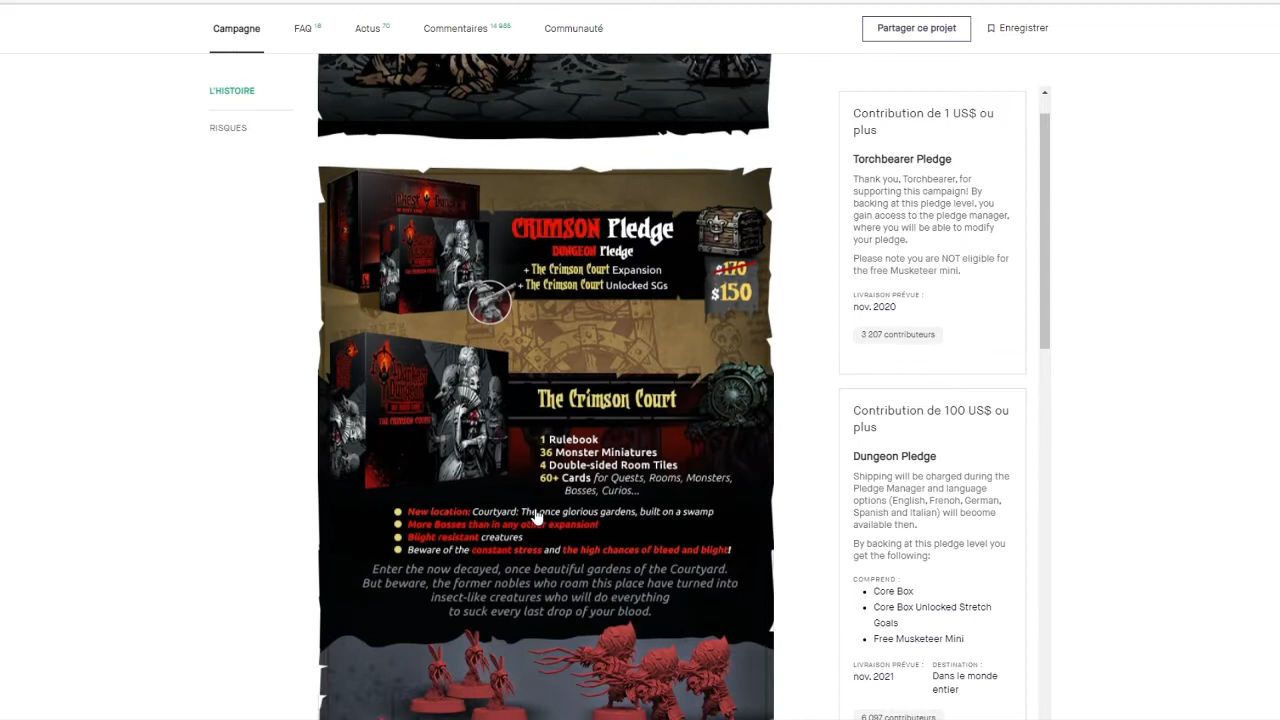 Campagne
FAQ 18
Actus 70
Commentaires 14 985
Communauté
Partager ce projet
Enregistrer
L'HISTOIRE
RISQUES
CRIMSON Pledge
DUNGEON Pledge
+ The Crimson Court Expansion
+ The Crimson Court Unlocked SGs
$170
$150
Darkest Dungeon
THE CRIMSON COURT
The Crimson Court
1 Rulebook
36 Monster Miniatures
4 Double-sided Room Tiles
60+ Cards for Quests, Rooms, Monsters,
Bosses, Curios...
New location: Courtyard: The once glorious gardens, built on a swamp
More Bosses than in any other expansion!
Blight resistant creatures
Beware of the constant stress and the high chances of bleed and blight!
Enter the now decayed, once beautiful gardens of the Courtyard.
But beware, the former nobles who roam this place have turned into
insect-like creatures who will do everything
to suck every last drop of your blood.
Contribution de 1 US$ ou
plus
Torchbearer Pledge
Thank you, Torchbearer, for
supporting this campaign! By
backing at this pledge level, you
gain access to the pledge manager,
where you will be able to modify
your pledge.
Please note you are NOT eligible for
the free Musketeer mini.
LIVRAISON PRÉVUE :
nov. 2020
3 207 contributeurs
Contribution de 100 US$ ou
plus
Dungeon Pledge
Shipping will be charged during the
Pledge Manager and language
options (English, French, German,
Spanish and Italian) will become
available then.
By backing at this pledge level you
get the following:
COMPREND :
Core Box
Core Box Unlocked Stretch
Goals
Free Musketeer Mini
LIVRAISON PRÉVUE :
nov. 2021
DESTINATION :
Dans le monde
entier
6 097 contributeurs